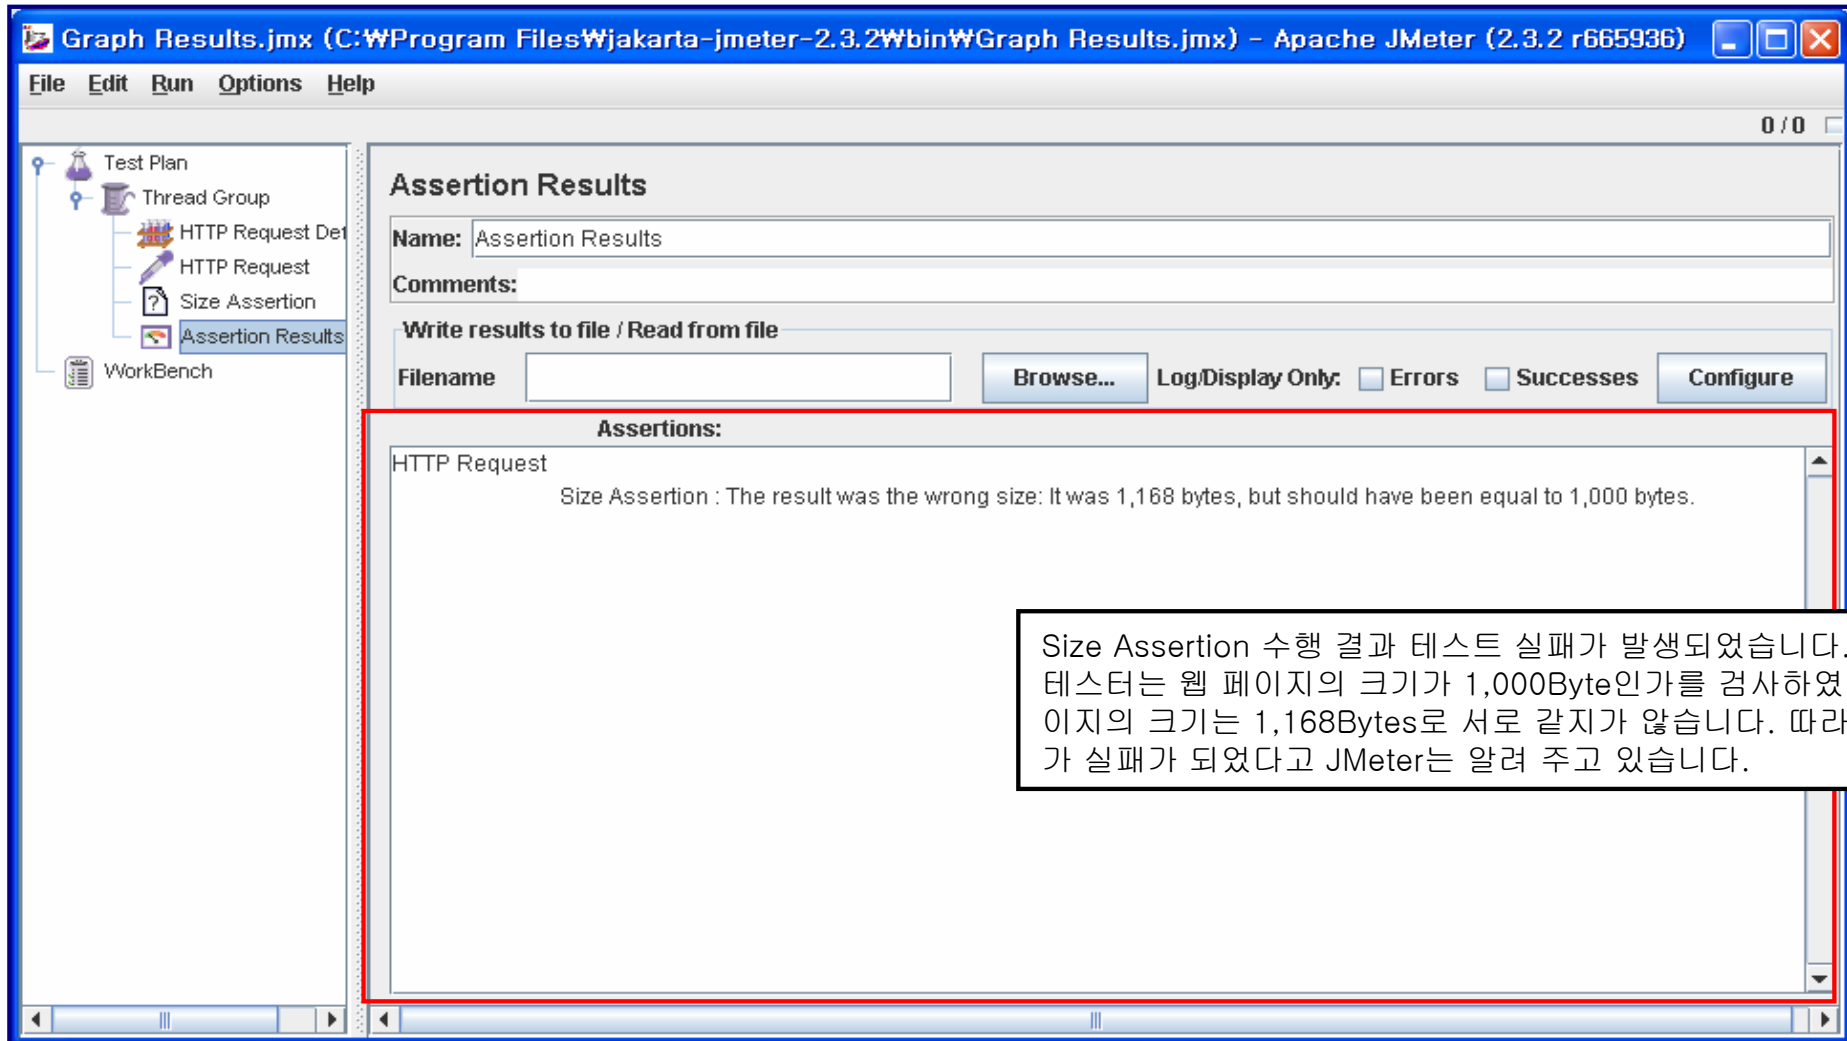 Graph Results.jmx (C:₩Program Files₩jakarta-jmeter-2.3.2₩bin₩Graph Results.jmx) - Apache JMeter (2.3.2 r665936)
File Edit Run Options Help
0 / 0
Test Plan
Thread Group
HTTP Request Def
HTTP Request
Size Assertion
Assertion Results
WorkBench
Assertion Results
Name: Assertion Results
Comments:
Write results to file / Read from file
Filename Browse... Log/Display Only: Errors Successes Configure
Assertions:
HTTP Request
Size Assertion : The result was the wrong size: It was 1,168 bytes, but should have been equal to 1,000 bytes.
Size Assertion 수행 결과 테스트 실패가 발생되었습니다.
테스터는 웹 페이지의 크기가 1,000Byte인가를 검사하였
이지의 크기는 1,168Bytes로 서로 같지가 않습니다. 따라
가 실패가 되었다고 JMeter는 알려 주고 있습니다.